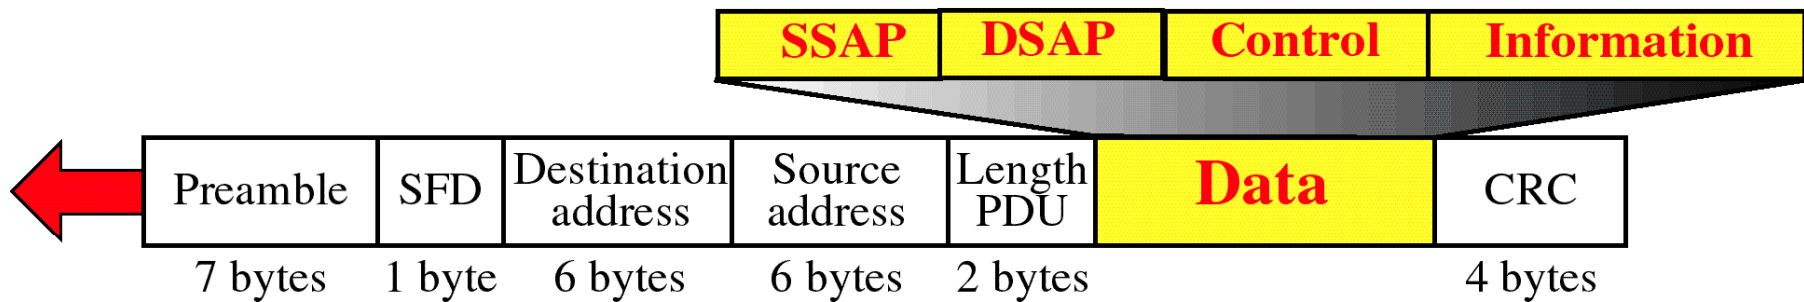 SSAP DSAP Control Information
Preamble SFD Destination address Source address Length PDU Data CRC
7 bytes 1 byte 6 bytes 6 bytes 2 bytes 4 bytes